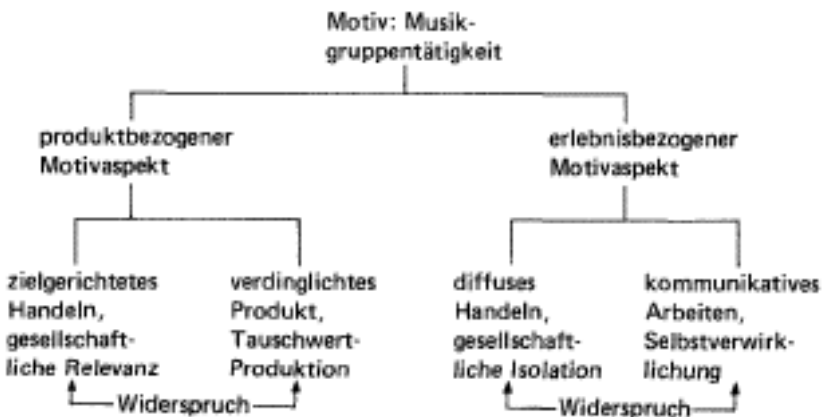 Motiv: Musik-
gruppentätigkeit
produktbezogener
Motivaspekt
erlebnisbezogener
Motivaspekt
zielgerichtetes
Handeln,
gesellschaft-
liche Relevanz
verdinglichtes
Produkt,
Tauschwert-
Produktion
diffuses
Handeln,
gesellschaft-
liche Isolation
kommunikatives
Arbeiten,
Selbstverwirk-
lichung
Widerspruch
Widerspruch